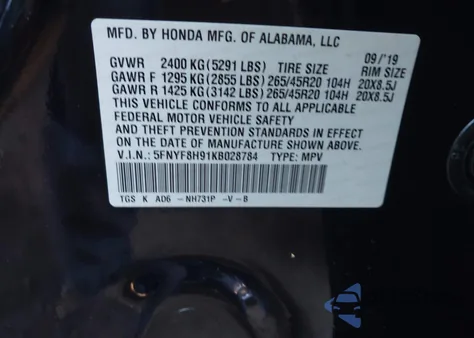 MFD. BY HONDA MFG. OF ALABAMA, LLC
09/'19
GVWR 2400 KG(5291 LBS) TIRE SIZE RIM SIZE
GAWR F 1295 KG(2855 LBS)265/45R20 104H 20X8.5J
GAWR R 1425 KG(3142 LBS)265/45R20 104H 20X8.5J
THIS VEHICLE CONFORMS TO ALL APPLICABLE
FEDERAL MOTOR VEHICLE SAFETY AND
THEFT PREVENTION STANDARDS IN EFFECT
ON THE DATE OF MANUFACTURE SHOWN ABOVE.
V.I.N.: 5FNYF8H91KB028784 TYPE: MPV
TGS K AD6 -NH731P -V-B